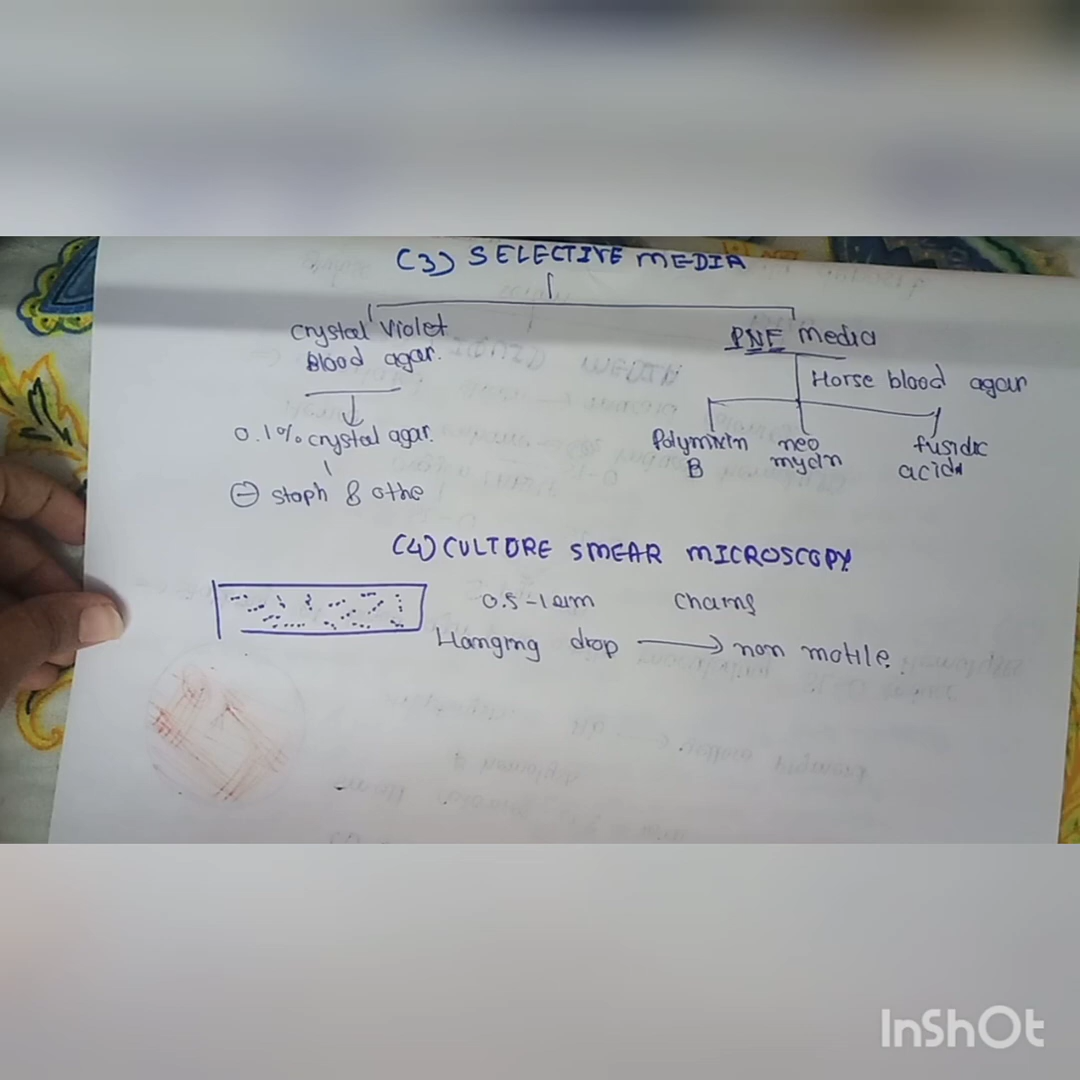 (3) SELECTIVE MEDIA
Crystal Violet
Blood agar.
0.1% crystal agar.
⊖ staph & othe
PNF Media
Horse blood agar
Polymixin
B
neo
mycin
fusidic
acid
(4) CULTURE SMEAR MICROSCOPY
0.5-1 chains
Hanging drop → non motile.
InShOt